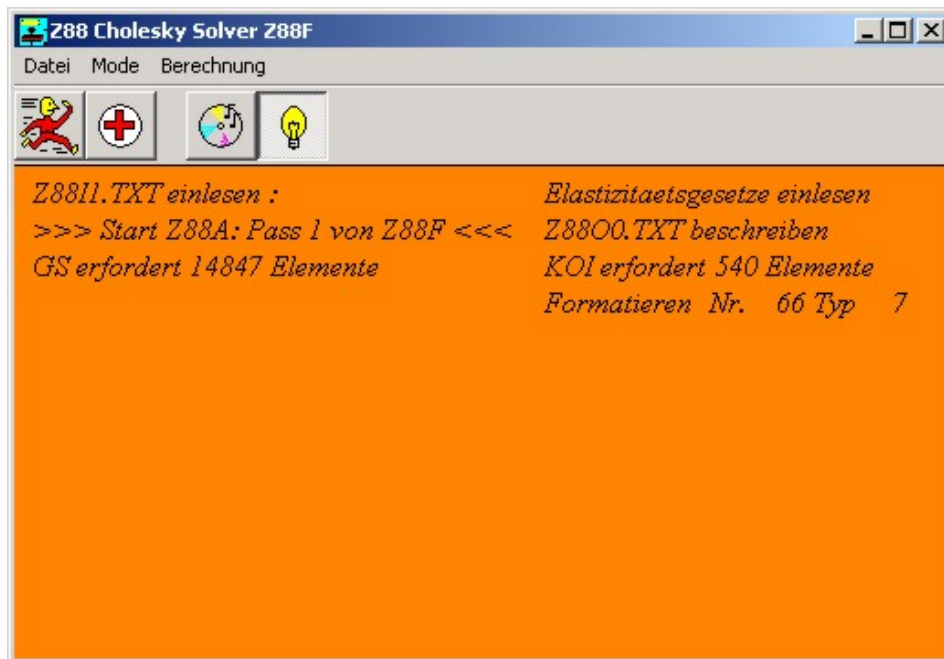 Z88 Cholesky Solver Z88F
Datei Mode Berechnung
Z88I1.TXT einlesen : Elastizitaetsgesetze einlesen
>>> Start Z88A: Pass 1 von Z88F <<< Z88O0.TXT beschreiben
GS erfordert 14847 Elemente KOI erfordert 540 Elemente
Formatieren Nr. 66 Typ 7